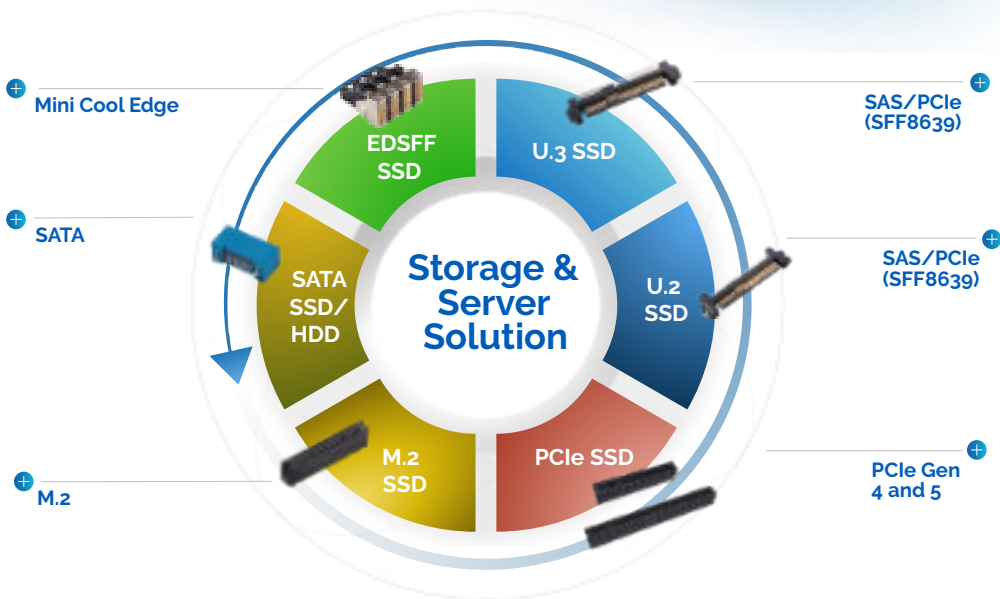 Mini Cool Edge
SATA
M.2
EDSFF
SSD
U.3 SSD
SATA
SSD/
HDD
Storage &
Server
Solution
U.2
SSD
M.2
SSD
PCIe SSD
SAS/PCIe
(SFF8639)
SAS/PCIe
(SFF8639)
PCIe Gen
4 and 5